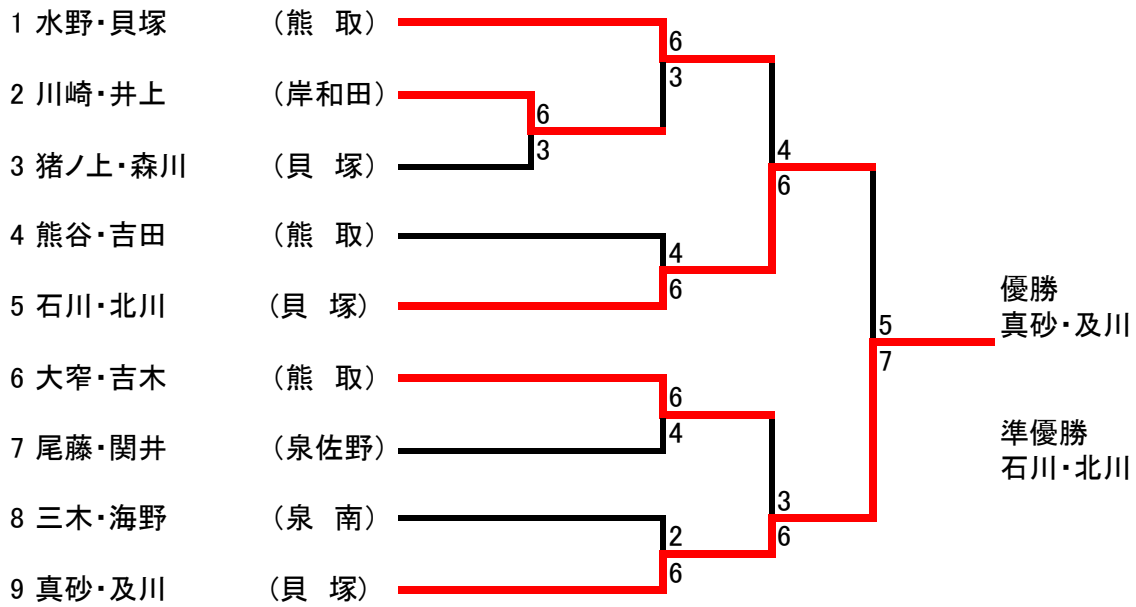 1 水野・貝塚 （熊 取）
2 川崎・井上 （岸和田）
3 猪ノ上・森川 （貝 塚）
4 熊谷・吉田 （熊 取）
5 石川・北川 （貝 塚）
6 大窄・吉木 （熊 取）
7 尾藤・関井 （泉佐野）
8 三木・海野 （泉 南）
9 真砂・及川 （貝 塚）
6
3
6
3
4
6
4
6
6
4
2
6
3
6
5
7
優勝
真砂・及川
準優勝
石川・北川